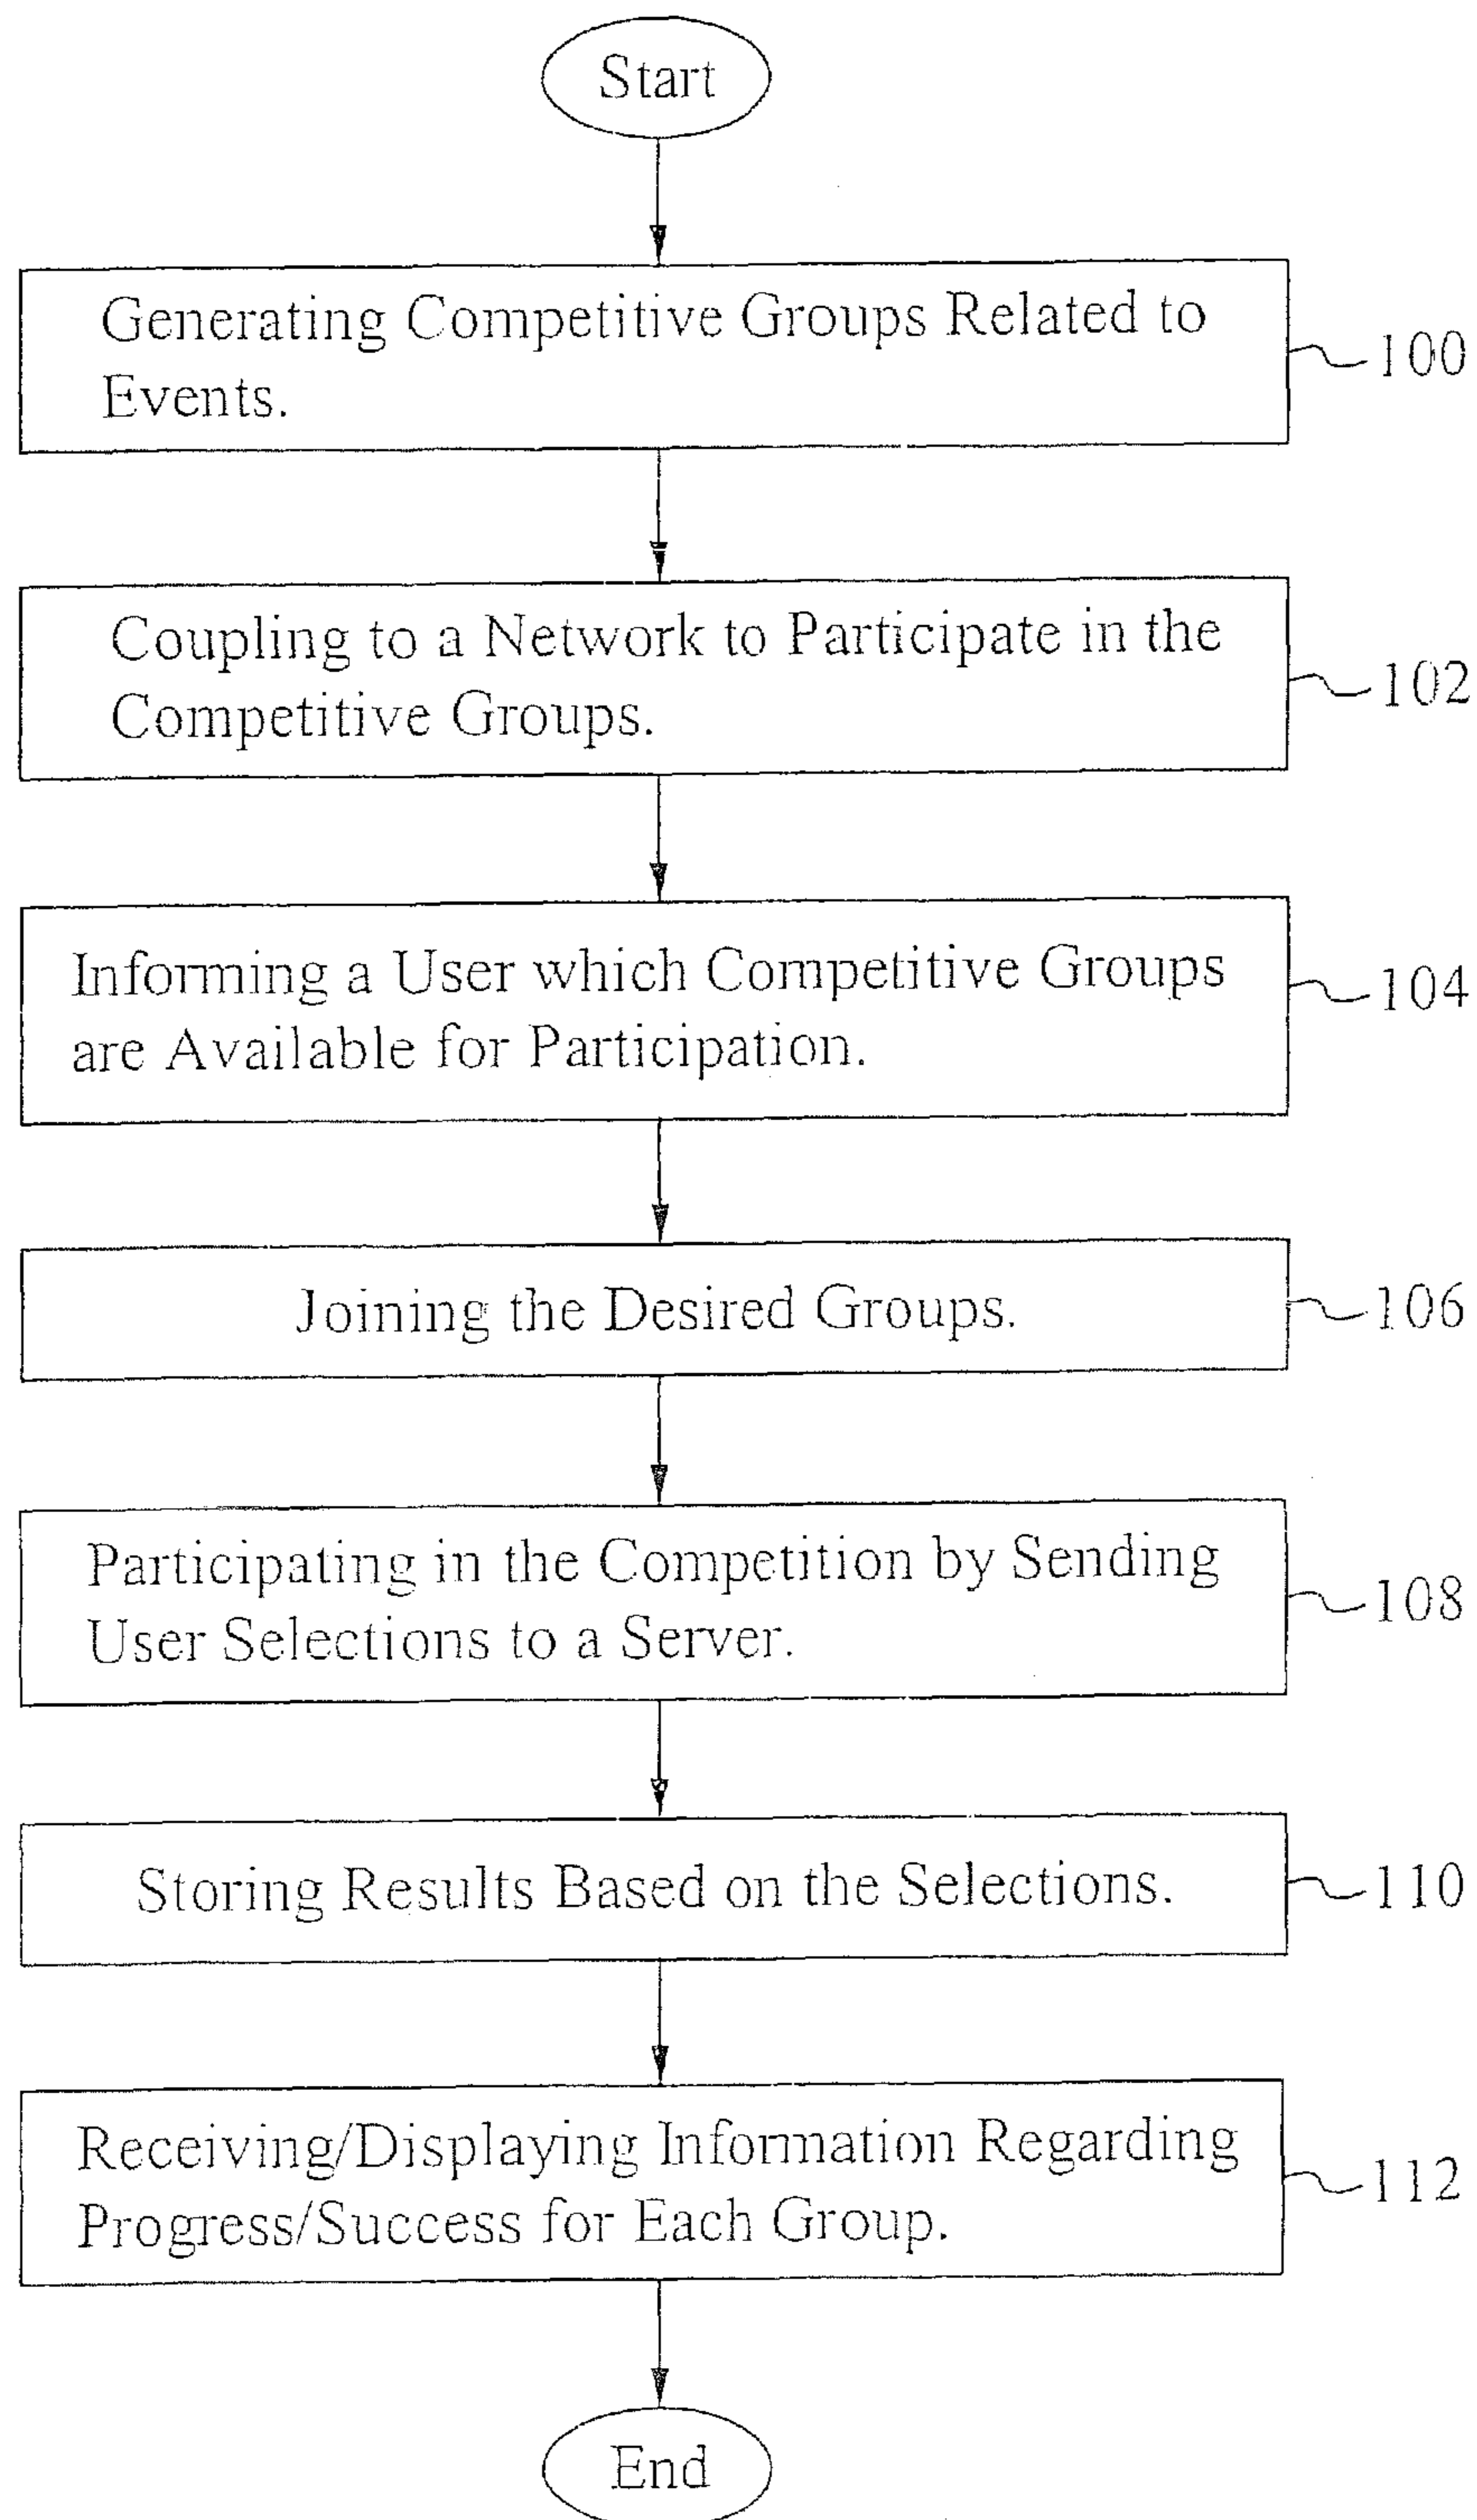 Start
Generating Competitive Groups Related to
Events.
100
Coupling to a Network to Participate in the
Competitive Groups.
102
Informing a User which Competitive Groups
are Available for Participation.
104
Joining the Desired Groups.
106
Participating in the Competition by Sending
User Selections to a Server.
108
Storing Results Based on the Selections.
110
Receiving/Displaying Information Regarding
Progress/Success for Each Group.
112
End